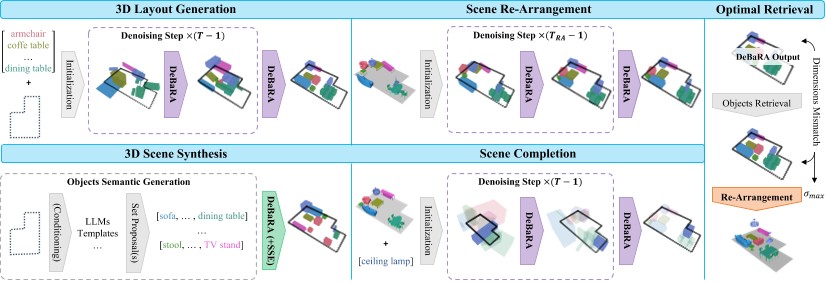 3D Layout Generation
armchair
coffe table
...
dining table
+
Initialization
Denoising Step ×(T − 1)
DeBaRA
DeBaRA
Scene Re-Arrangement
Initialization
Denoising Step ×(T_RA − 1)
DeBaRA
DeBaRA
Optimal Retrieval
DeBaRA Output
Objects Retrieval
Dimensions Mismatch
Re-Arrangement
σ_max
3D Scene Synthesis
Objects Semantic Generation
(Conditioning)
LLMs
Templates
...
Set Proposal(s)
[sofa, ... , dining table]
...
[stool, ... , TV stand]
DeBaRA (+SSE)
Scene Completion
+
[ceiling lamp]
Initialization
Denoising Step ×(T − 1)
DeBaRA
DeBaRA